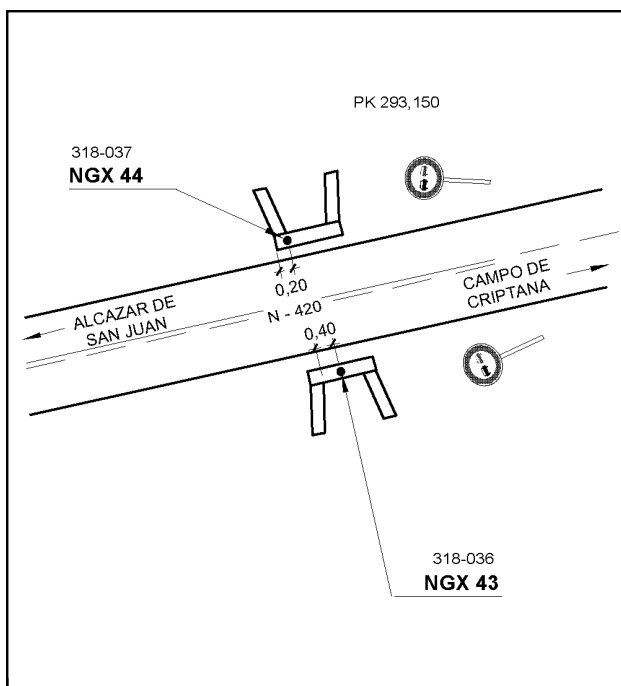 PK 293,150
318-037
NGX 44
0,20
ALCAZAR DE
SAN JUAN
N - 420
CAMPO DE
CRIPTANA
0,40
318-036
NGX 43